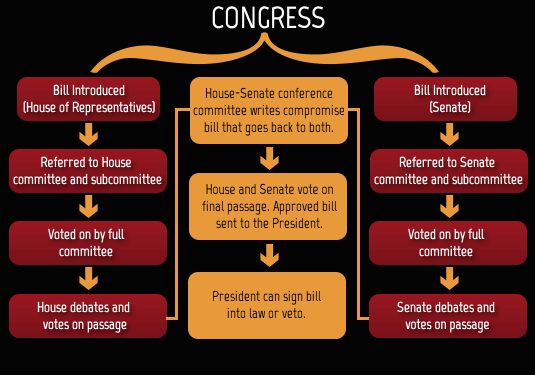 CONGRESS
Bill Introduced
(House of Representatives)
Referred to House
committee and subcommittee
Voted on by full
committee
House debates and
votes on passage
House-Senate conference
committee writes compromise
bill that goes back to both.
House and Senate vote on
final passage. Approved bill
sent to the President.
President can sign bill
into law or veto.
Bill Introduced
(Senate)
Referred to Senate
committee and subcommittee
Voted on by full
committee
Senate debates and
votes on passage